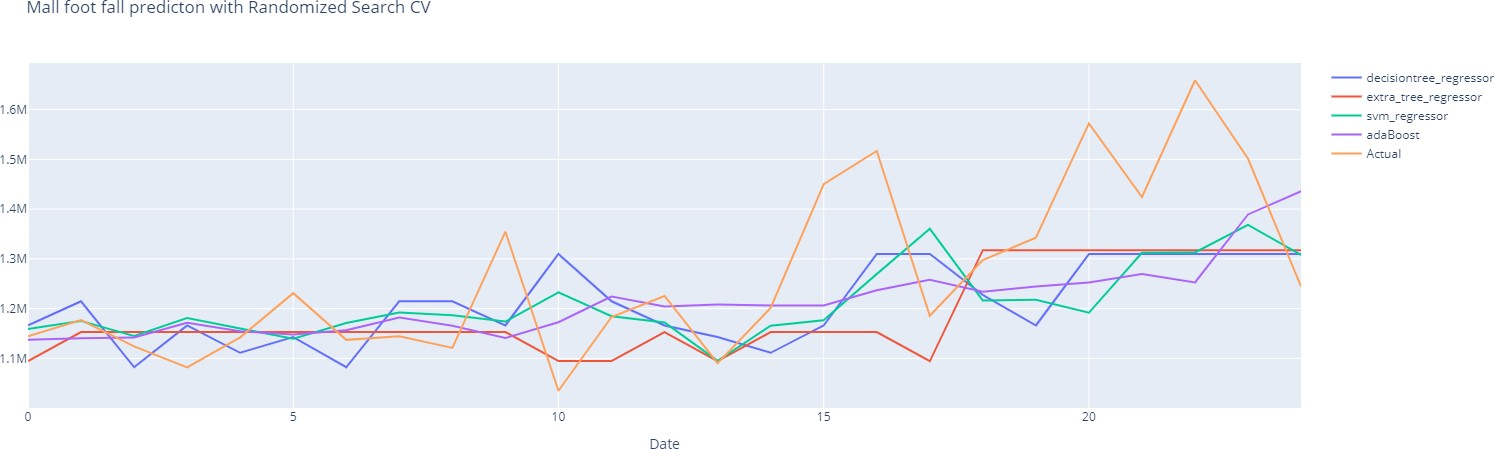 Mall foot fall predicton with Randomized Search CV
decisiontree_regressor
extra_tree_regressor
svm_regressor
adaBoost
Actual
1.6M
1.5M
1.4M
1.3M
1.2M
1.1M
0 5 10 15 20
Date